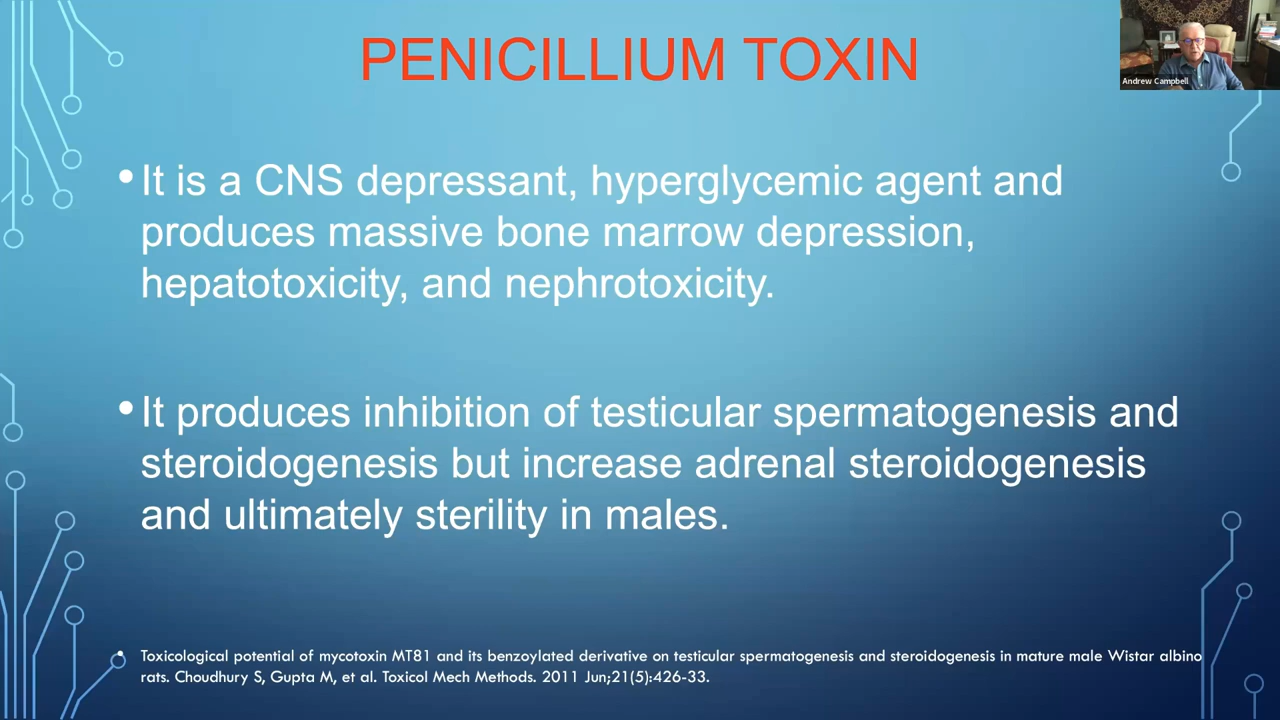 PENICILLIUM TOXIN
Andrew Campbell
• It is a CNS depressant, hyperglycemic agent and
produces massive bone marrow depression,
hepatotoxicity, and nephrotoxicity.
• It produces inhibition of testicular spermatogenesis and
steroidogenesis but increase adrenal steroidogenesis
and ultimately sterility in males.
• Toxicological potential of mycotoxin MT81 and its benzoylated derivative on testicular spermatogenesis and steroidogenesis in mature male Wistar albino
rats. Choudhury S, Gupta M, et al. Toxicol Mech Methods. 2011 Jun;21(5):426-33.